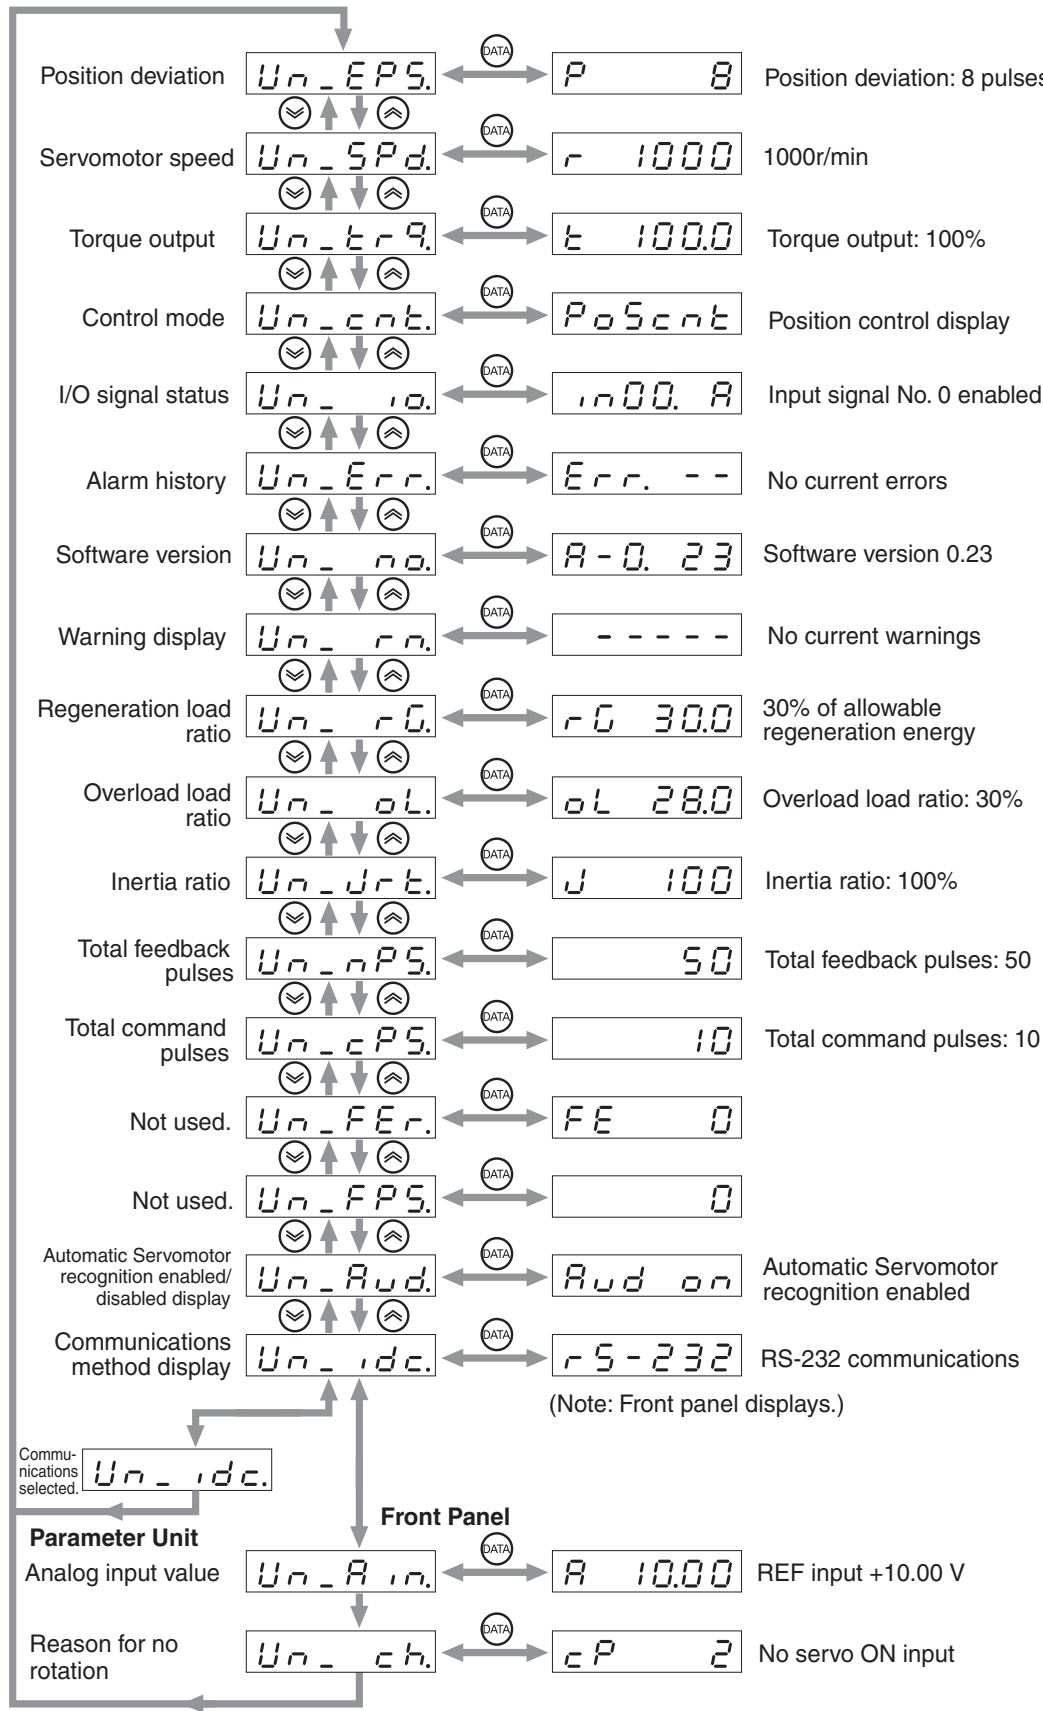 DATA
Position deviation Un_EPS. P 8 Position deviation: 8 pulses
DATA
Servomotor speed Un_SPd. r 1000 1000r/min
DATA
Torque output Un_trq. t 100.0 Torque output: 100%
DATA
Control mode Un_cnt. PoScnt Position control display
DATA
I/O signal status Un_ io. in00. A Input signal No. 0 enabled
DATA
Alarm history Un_Err. Err. -- No current errors
DATA
Software version Un_ no. A-0. 23 Software version 0.23
DATA
Warning display Un_ rn. ----- No current warnings
DATA
Regeneration load Un_ rG. rG 30.0 30% of allowable
ratio regeneration energy
DATA
Overload load Un_ oL. oL 28.0 Overload load ratio: 30%
ratio
DATA
Inertia ratio Un_Jrt. J 100 Inertia ratio: 100%
DATA
Total feedback
pulses Un_nPS. 50 Total feedback pulses: 50
DATA
Total command
pulses Un_cPS. 10 Total command pulses: 10
DATA
Not used. Un_FEr. FE 0
DATA
Not used. Un_FPS. 0
DATA
Automatic Servomotor Automatic Servomotor
recognition enabled/ Un_Aud. Aud on recognition enabled
disabled display
DATA
Communications
method display Un_ idc. rS-232 RS-232 communications
(Note: Front panel displays.)
Commu-
nications Un_ idc.
selected.
Front Panel
Parameter Unit
DATA
Analog input value Un_A in. A 10.00 REF input +10.00 V
DATA
Reason for no Un_ ch. cP 2 No servo ON input
rotation